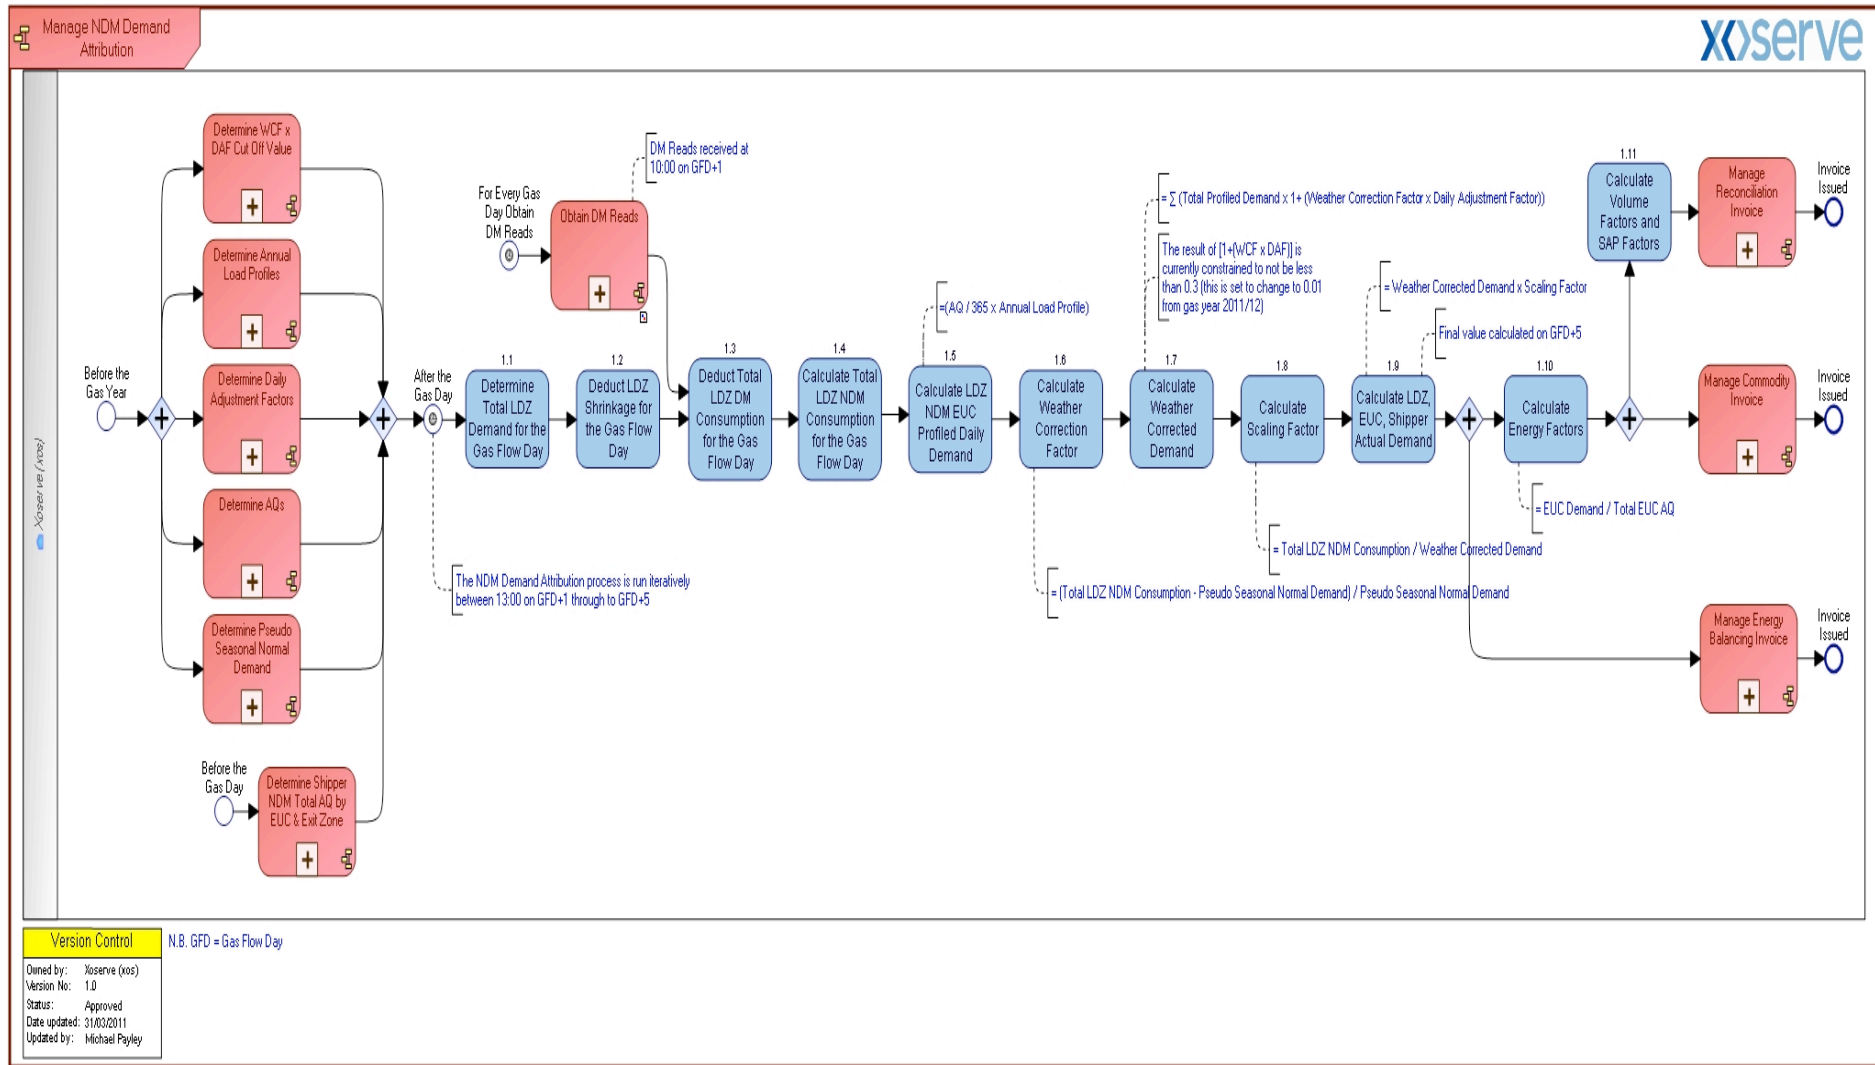 Manage NDM Demand
Attribution
xoserve
Xoserve (xos)
Before the
Gas Year
Determine WCF x
DAF Cut Off Value
Determine Annual
Load Profiles
Determine Daily
Adjustment Factors
Determine AQs
Determine Pseudo
Seasonal Normal
Demand
Before the
Gas Day
Determine Shipper
NDM Total AQ by
EUC & Exit Zone
After the
Gas Day
The NDM Demand Attribution process is run iteratively
between 13:00 on GFD+1 through to GFD+5
For Every Gas
Day Obtain
DM Reads
Obtain DM Reads
DM Reads received at
10:00 on GFD+1
1.1
Determine
Total LDZ
Demand for the
Gas Flow Day
1.2
Deduct LDZ
Shrinkage for
the Gas Flow
Day
1.3
Deduct Total
LDZ DM
Consumption
for the Gas
Flow Day
1.4
Calculate Total
LDZ NDM
Consumption
for the Gas
Flow Day
=(AQ / 365 x Annual Load Profile)
1.5
Calculate LDZ
NDM EUC
Profiled Daily
Demand
1.6
Calculate
Weather
Correction
Factor
= (Total LDZ NDM Consumption - Pseudo Seasonal Normal Demand) / Pseudo Seasonal Normal Demand
= ∑ (Total Profiled Demand x 1+ (Weather Correction Factor x Daily Adjustment Factor))
The result of [1+(WCF x DAF)] is
currently constrained to not be less
than 0.3 (this is set to change to 0.01
from gas year 2011/12)
1.7
Calculate
Weather
Corrected
Demand
1.8
Calculate
Scaling Factor
= Total LDZ NDM Consumption / Weather Corrected Demand
= Weather Corrected Demand x Scaling Factor
Final value calculated on GFD+5
1.9
Calculate LDZ,
EUC, Shipper
Actual Demand
1.10
Calculate
Energy Factors
= EUC Demand / Total EUC AQ
1.11
Calculate
Volume
Factors and
SAP Factors
Manage
Reconciliation
Invoice
Invoice
Issued
Manage Commodity
Invoice
Invoice
Issued
Manage Energy
Balancing Invoice
Invoice
Issued
Version Control
Owned by: Xoserve (xos)
Version No: 1.0
Status: Approved
Date updated: 31/03/2011
Updated by: Michael Payley
N.B. GFD = Gas Flow Day